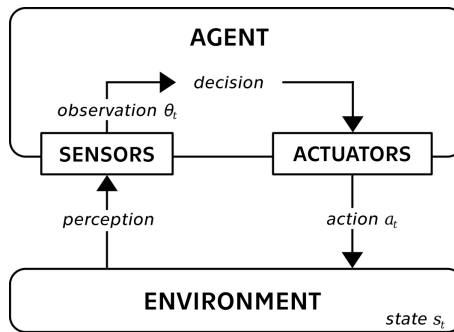 AGENT
decision
observation θₜ
SENSORS
ACTUATORS
perception
action aₜ
ENVIRONMENT
state sₜ